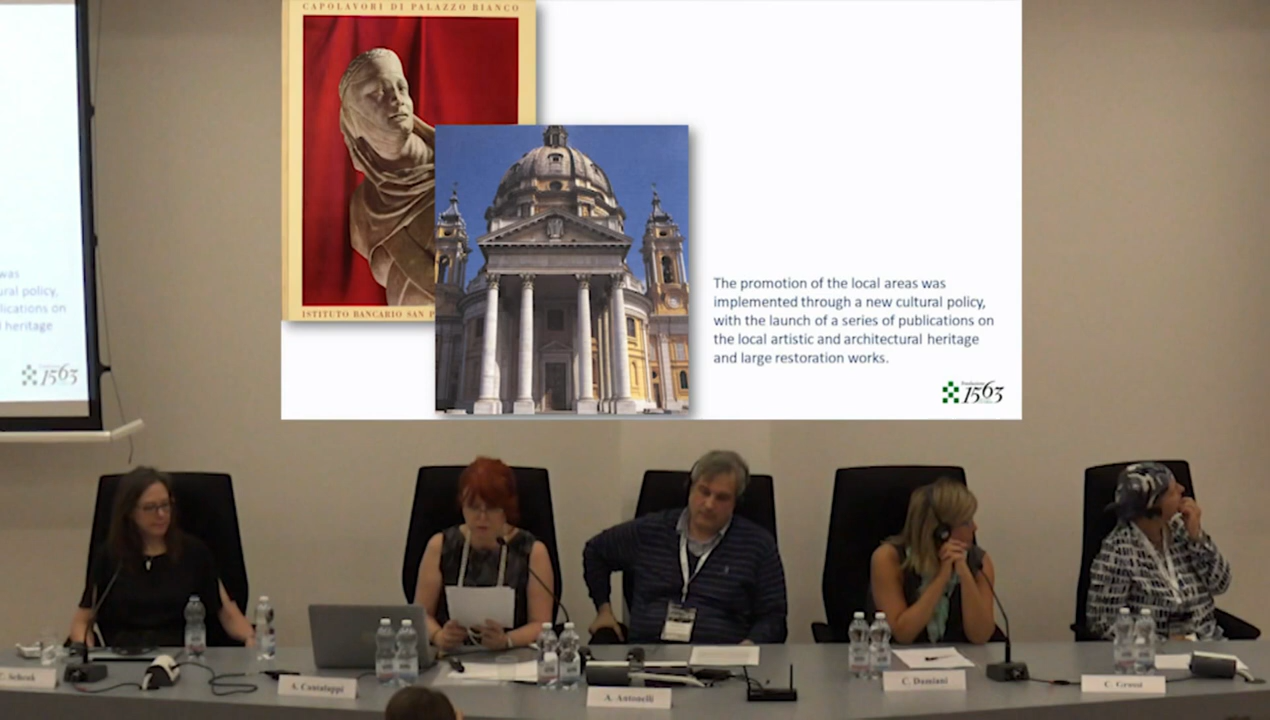 CAPOLAVORI DI PALAZZO BIANCO
ISTITUTO BANCARIO SAN P
The promotion of the local areas was
implemented through a new cultural policy,
with the launch of a series of publications on
the local artistic and architectural heritage
and large restoration works.
1563
was
ural policy,
lications on
l heritage
1563
C. Schenk
A. Cantaluppi
A. Antonelli
C. Damiani
C. Grossi